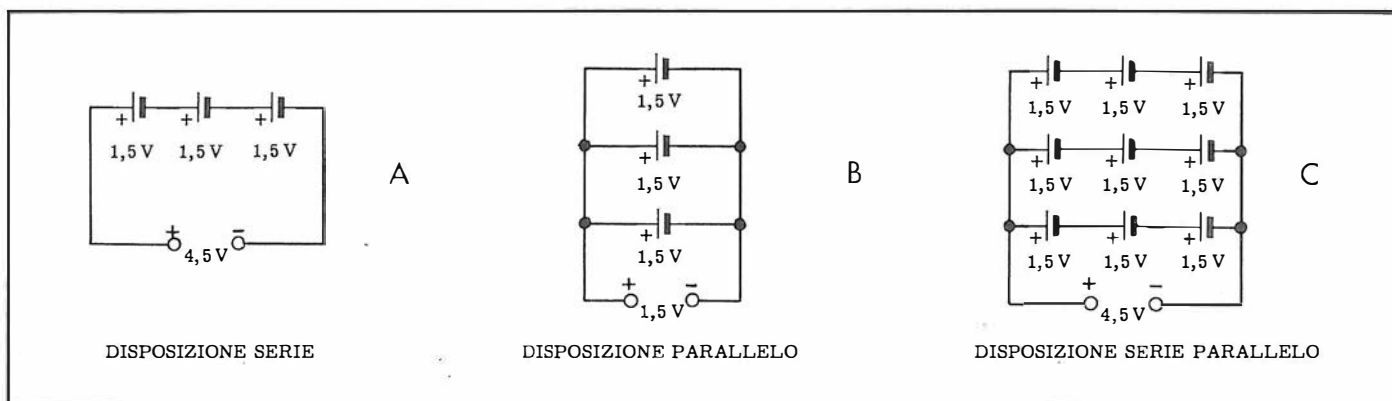 + + +
1,5 V 1,5 V 1,5 V
A
+ −
4,5 V
DISPOSIZIONE SERIE
+
1,5 V
+
1,5 V
B
+
1,5 V
+ −
1,5 V
DISPOSIZIONE PARALLELO
+ + +
1,5 V 1,5 V 1,5 V
+ + +
1,5 V 1,5 V 1,5 V
C
+ + +
1,5 V 1,5 V 1,5 V
+ −
4,5 V
DISPOSIZIONE SERIE PARALLELO